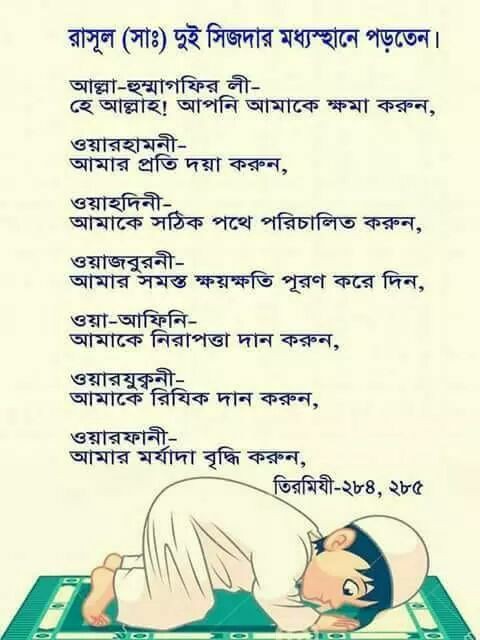 রাসূল (সাঃ) দুই সিজদার মধ্যস্থানে পড়তেন।
আল্লা-হুম্মাগফির লী-
হে আল্লাহ! আপনি আমাকে ক্ষমা করুন,
ওয়ারহামনী-
আমার প্রতি দয়া করুন,
ওয়াহদিনী-
আমাকে সঠিক পথে পরিচালিত করুন,
ওয়াজবুরনী-
আমার সমস্ত ক্ষয়ক্ষতি পূরণ করে দিন,
ওয়া-আফিনি-
আমাকে নিরাপত্তা দান করুন,
ওয়ারযুক্বনী-
আমাকে রিযিক দান করুন,
ওয়ারফানী-
আমার মর্যাদা বৃদ্ধি করুন,
তিরমিযী-২৮৪, ২৮৫